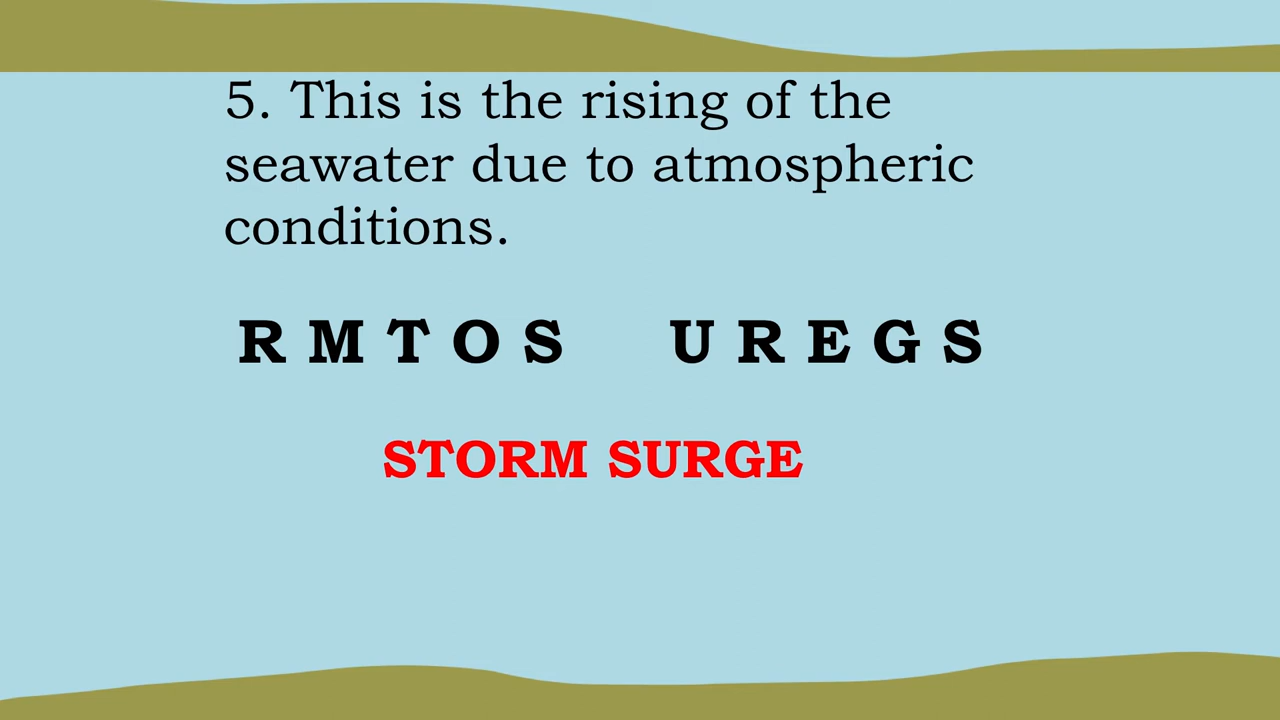 5. This is the rising of the
seawater due to atmospheric
conditions.
R M T O S U R E G S
STORM SURGE